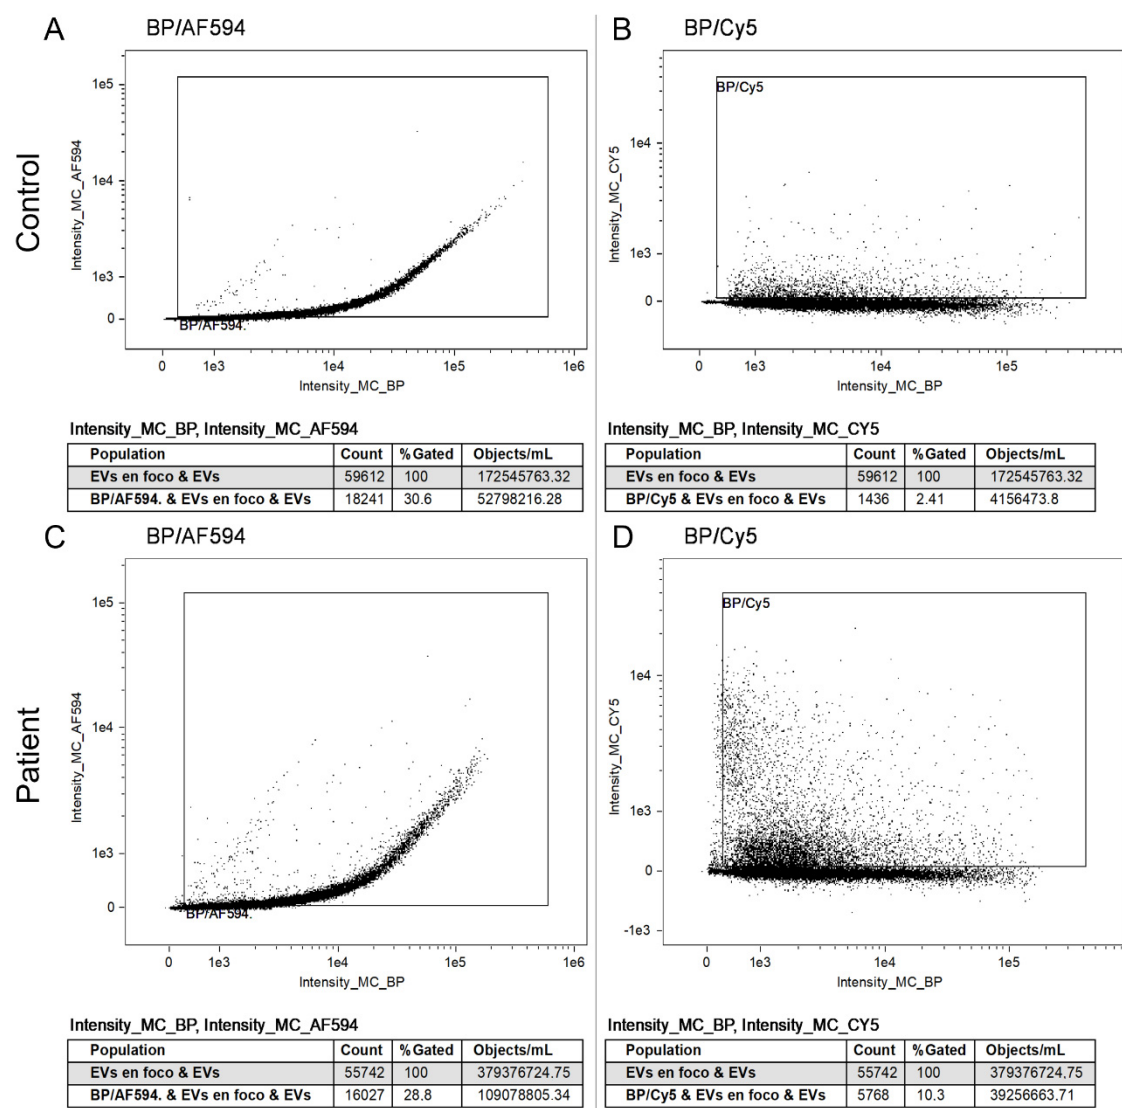 A BP/AF594
B BP/Cy5
Control
1e5
1e4
1e3
0
Intensity_MC_AF594
BP/AF594.
0 1e3 1e4 1e5 1e6
Intensity_MC_BP
BP/Cy5
1e4
1e3
0
Intensity_MC_CY5
0 1e3 1e4 1e5
Intensity_MC_BP
Intensity_MC_BP, Intensity_MC_AF594
Population Count %Gated Objects/mL
EVs en foco & EVs 59612 100 172545763.32
BP/AF594. & EVs en foco & EVs 18241 30.6 52798216.28
Intensity_MC_BP, Intensity_MC_CY5
Population Count %Gated Objects/mL
EVs en foco & EVs 59612 100 172545763.32
BP/Cy5 & EVs en foco & EVs 1436 2.41 4156473.8
C BP/AF594
D BP/Cy5
Patient
1e5
1e4
1e3
0
Intensity_MC_AF594
BP/AF594.
0 1e3 1e4 1e5 1e6
Intensity_MC_BP
BP/Cy5
1e4
1e3
0
-1e3
Intensity_MC_CY5
0 1e3 1e4 1e5
Intensity_MC_BP
Intensity_MC_BP, Intensity_MC_AF594
Population Count %Gated Objects/mL
EVs en foco & EVs 55742 100 379376724.75
BP/AF594. & EVs en foco & EVs 16027 28.8 109078805.34
Intensity_MC_BP, Intensity_MC_CY5
Population Count %Gated Objects/mL
EVs en foco & EVs 55742 100 379376724,75
BP/Cy5 & EVs en foco & EVs 5768 10.3 39256663.71